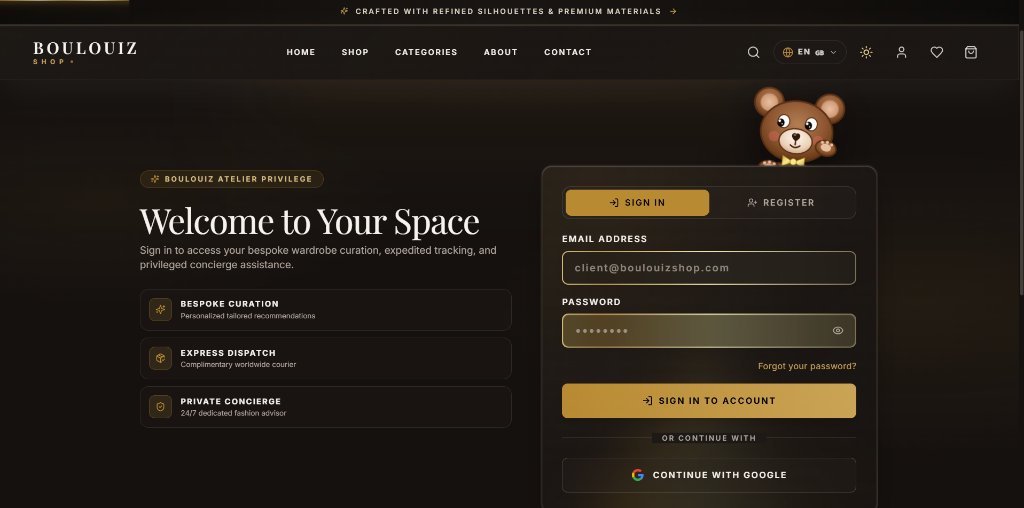 CRAFTED WITH REFINED SILHOUETTES & PREMIUM MATERIALS →
BOULOUIZ
SHOP
HOME SHOP CATEGORIES ABOUT CONTACT
EN GB
BOULOUIZ ATELIER PRIVILEGE
Welcome to Your Space
Sign in to access your bespoke wardrobe curation, expedited tracking, and
privileged concierge assistance.
BESPOKE CURATION
Personalized tailored recommendations
EXPRESS DISPATCH
Complimentary worldwide courier
PRIVATE CONCIERGE
24/7 dedicated fashion advisor
SIGN IN REGISTER
EMAIL ADDRESS
client@boulouizshop.com
PASSWORD
••••••••
Forgot your password?
SIGN IN TO ACCOUNT
OR CONTINUE WITH
CONTINUE WITH GOOGLE